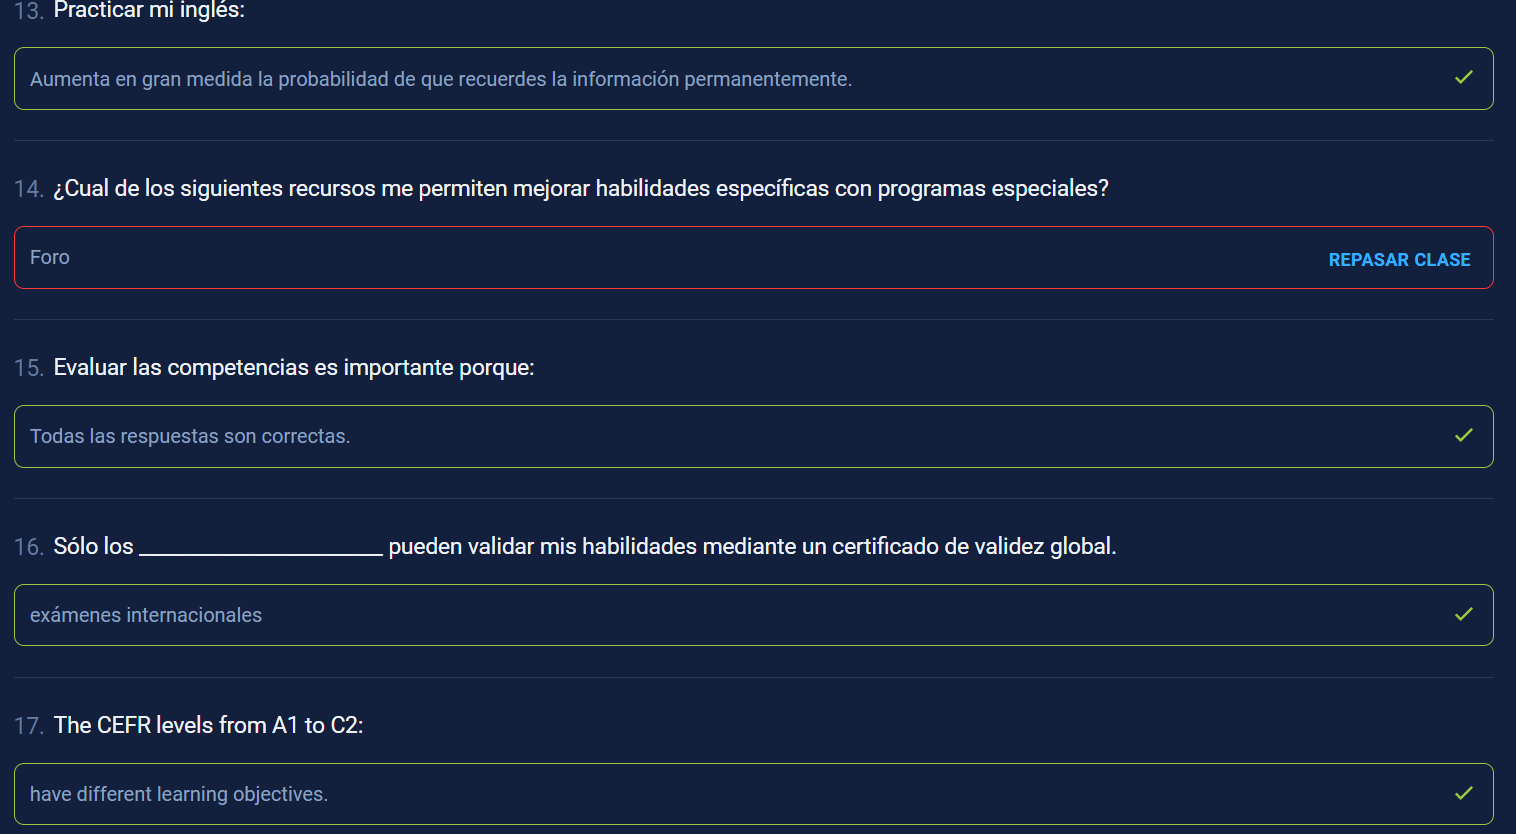 13. Practicar mi inglés:
Aumenta en gran medida la probabilidad de que recuerdes la información permanentemente.
14. ¿Cual de los siguientes recursos me permiten mejorar habilidades específicas con programas especiales?
Foro REPASAR CLASE
15. Evaluar las competencias es importante porque:
Todas las respuestas son correctas.
16. Sólo los ______________________ pueden validar mis habilidades mediante un certificado de validez global.
exámenes internacionales
17. The CEFR levels from A1 to C2:
have different learning objectives.